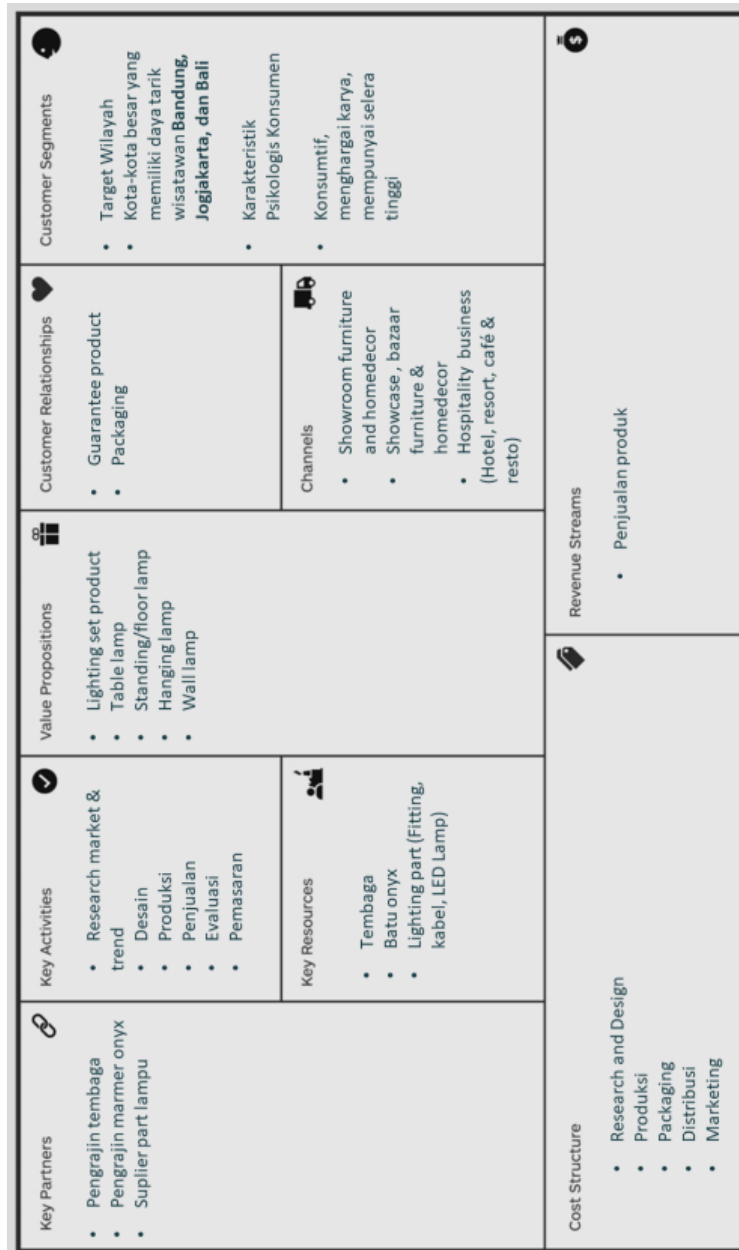 Key Partners
• Pengrajin tembaga
• Pengrajin marmer onyx
• Suplier part lampu
Key Activities
• Research market &
trend
• Desain
• Produksi
• Penjualan
• Evaluasi
• Pemasaran
Key Resources
• Tembaga
• Batu onyx
• Lighting part (Fitting,
kabel, LED Lamp)
Value Propositions
• Lighting set product
• Table lamp
• Standing/floor lamp
• Hanging lamp
• Wall lamp
Customer Relationships
• Guarantee product
• Packaging
Channels
• Showroom furniture
and homedecor
• Showcase , bazaar
furniture &
homedecor
• Hospitality business
(Hotel, resort, café &
resto)
Customer Segments
• Target Wilayah
• Kota-kota besar yang
memiliki daya tarik
wisatawan Bandung,
Jogjakarta, dan Bali
• Karakteristik
Psikologis Konsumen
• Konsumtif,
menghargai karya,
mempunyai selera
tinggi
Cost Structure
• Research and Design
• Produksi
• Packaging
• Distribusi
• Marketing
Revenue Streams
• Penjualan produk